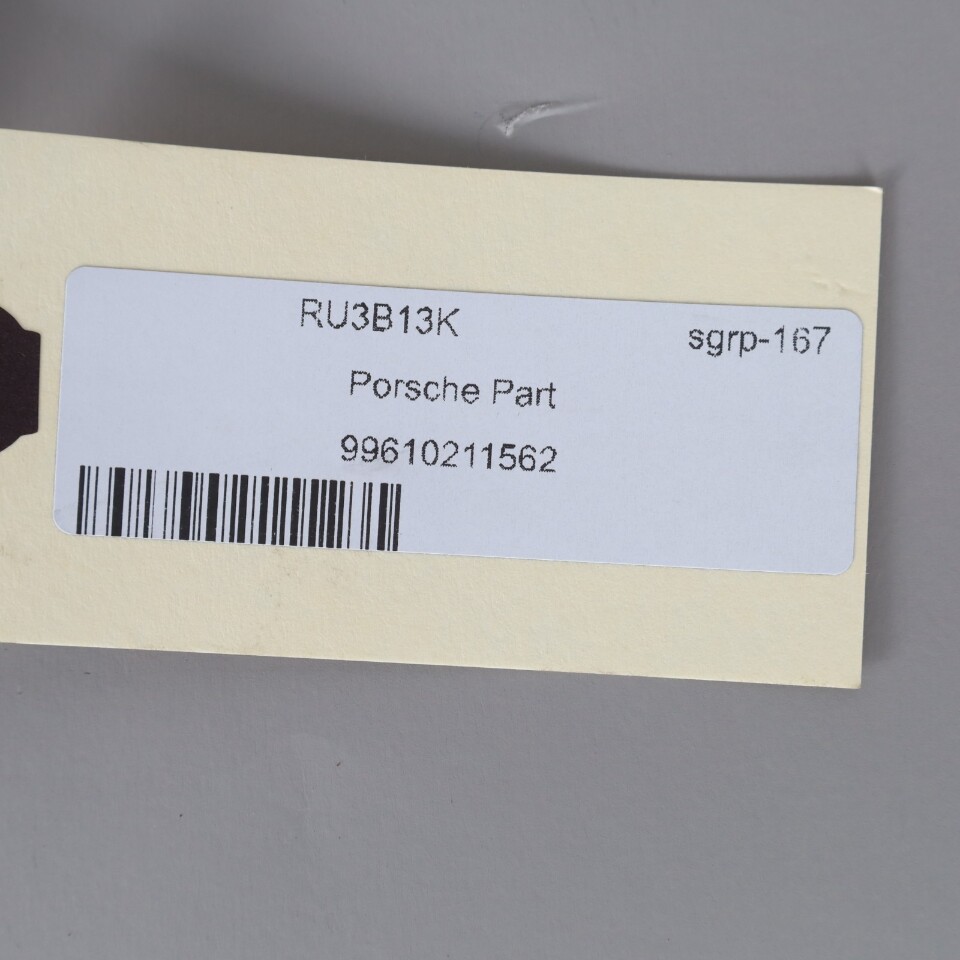 RU3B13K
sgrp-167
Porsche Part
99610211562